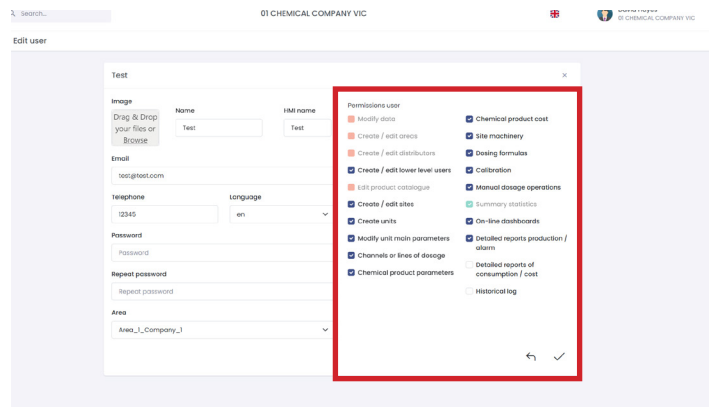 Search...
01 CHEMICAL COMPANY VIC
01 CHEMICAL COMPANY VIC
Edit user
Test
Image
Drag & Drop
your files or
Browse
Name
Test
HMI name
Test
Email
test@test.com
Telephone
12345
Language
en
Password
Password
Repeat password
Repeat password
Area
Area_1_Company_1
Permissions user
Modify data
Create / edit areas
Create / edit distributors
Create / edit lower level users
Edit product catalogue
Create / edit sites
Create units
Modify unit main parameters
Channels or lines of dosage
Chemical product parameters
Chemical product cost
Site machinery
Dosing formulas
Calibration
Manual dosage operations
Summary statistics
On-line dashboards
Detailed reports production /
alarm
Detailed reports of
consumption / cost
Historical log